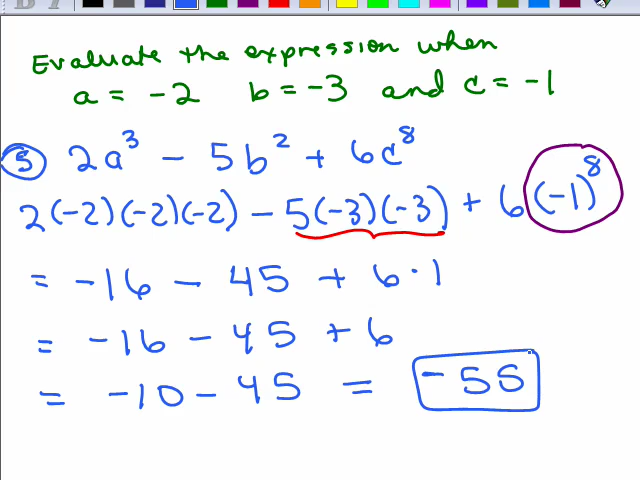 Evaluate the expression when
a = -2 b = -3 and c = -1
5 2a³ - 5b² + 6c⁸
2(-2)(-2)(-2) - 5(-3)(-3) + 6(-1)⁸
= -16 - 45 + 6·1
= -16 - 45 + 6
= -10 - 45 = -55